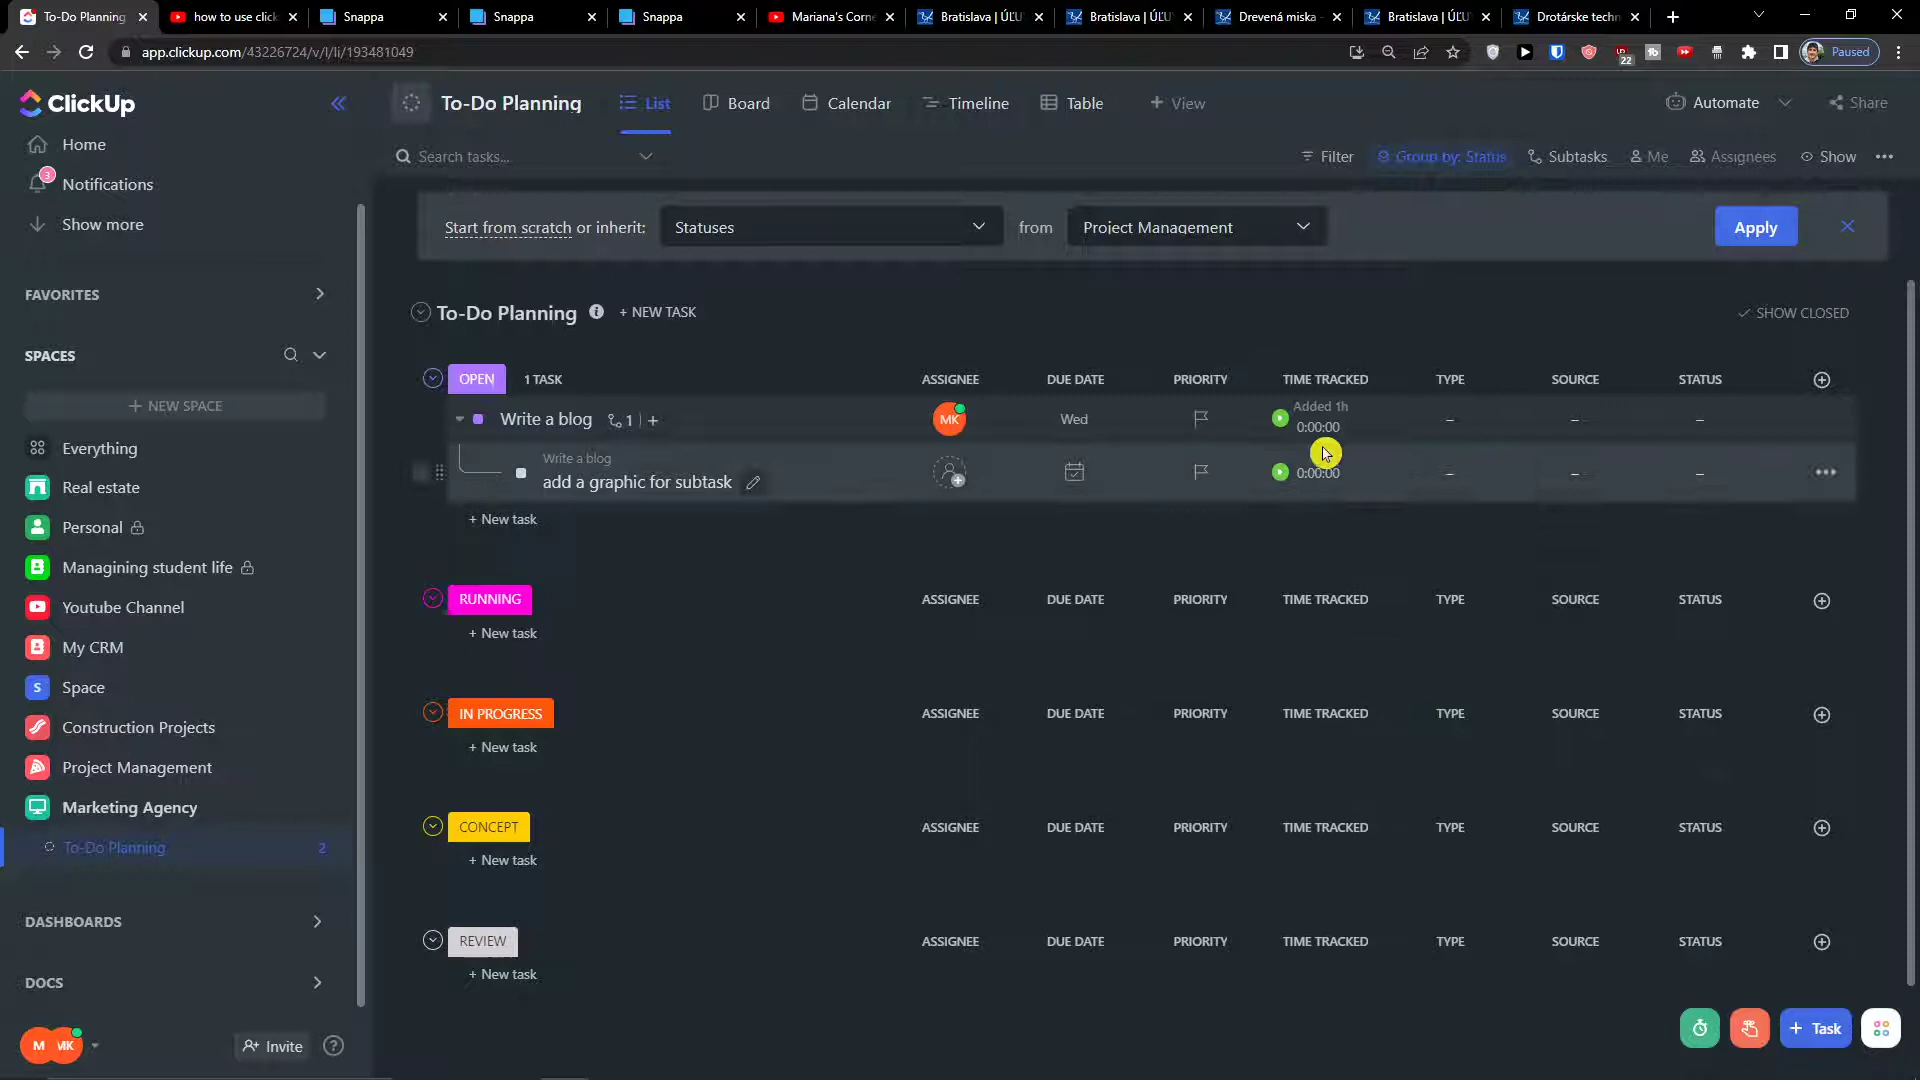 To-Do Planning
how to use click
Snappa
Snappa
Snappa
Mariana's Corne
Bratislava | ÚĽU
Bratislava | ÚĽU
Drevená miska -
Bratislava | ÚĽU
Drotárske techn
app.clickup.com/43226724/v/l/li/193481049
22
Paused
ClickUp
To-Do Planning
List
Board
Calendar
Timeline
Table
+ View
Automate
Share
Home
3
Notifications
Show more
Search tasks...
Filter
Group by: Status
Subtasks
Me
Assignees
Show
Start from scratch or inherit:
Statuses
from
Project Management
Apply
FAVORITES
SPACES
+ NEW SPACE
Everything
Real estate
Personal
Managining student life
Youtube Channel
My CRM
S Space
Construction Projects
Project Management
Marketing Agency
To-Do Planning 2
DASHBOARDS
DOCS
M MK
Invite
?
To-Do Planning
+ NEW TASK
SHOW CLOSED
OPEN 1 TASK ASSIGNEE DUE DATE PRIORITY TIME TRACKED TYPE SOURCE STATUS
Write a blog 1 + MK Wed Added 1h 0:00:00 – – –
Write a blog
add a graphic for subtask 0:00:00 – – –
+ New task
RUNNING ASSIGNEE DUE DATE PRIORITY TIME TRACKED TYPE SOURCE STATUS
+ New task
IN PROGRESS ASSIGNEE DUE DATE PRIORITY TIME TRACKED TYPE SOURCE STATUS
+ New task
CONCEPT ASSIGNEE DUE DATE PRIORITY TIME TRACKED TYPE SOURCE STATUS
+ New task
REVIEW ASSIGNEE DUE DATE PRIORITY TIME TRACKED TYPE SOURCE STATUS
+ New task
+ Task